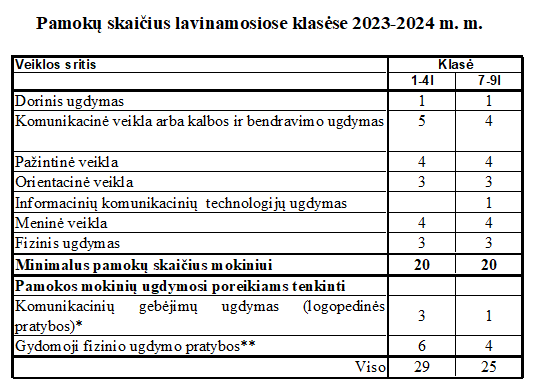 Pamokų skaičius lavinamosiose klasėse 2023-2024 m. m.
Veiklos sritis Klasė
1-4l 7-9l
Dorinis ugdymas 1 1
Komunikacinė veikla arba kalbos ir bendravimo ugdymas 5 4
Pažintinė veikla 4 4
Orientacinė veikla 3 3
Informacinių komunikacinių technologijų ugdymas 1
Meninė veikla 4 4
Fizinis ugdymas 3 3
Minimalus pamokų skaičius mokiniui 20 20
Pamokos mokinių ugdymosi poreikiams tenkinti
Komunikacinių gebėjimų ugdymas (logopedinės
pratybos)* 3 1
Gydomoji fizinio ugdymo pratybos** 6 4
Viso 29 25